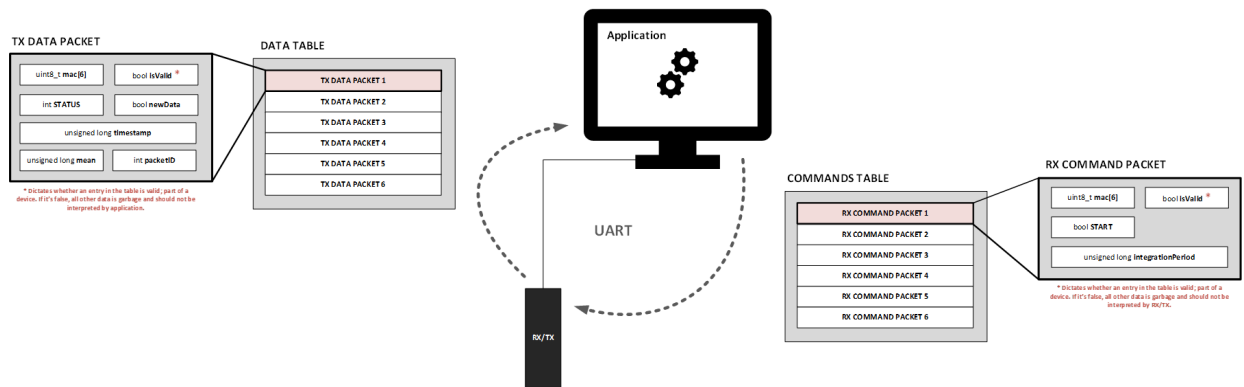 TX DATA PACKET
uint8_t mac[6]
bool isValid *
int STATUS
bool newData
unsigned long timestamp
unsigned long mean
int packetID
* Dictates whether an entry in the table is valid; part of a
device. If it's false, all other data is garbage and should not be
interpreted by application.
DATA TABLE
TX DATA PACKET 1
TX DATA PACKET 2
TX DATA PACKET 3
TX DATA PACKET 4
TX DATA PACKET 5
TX DATA PACKET 6
Application
UART
RX/TX
COMMANDS TABLE
RX COMMAND PACKET 1
RX COMMAND PACKET 2
RX COMMAND PACKET 3
RX COMMAND PACKET 4
RX COMMAND PACKET 5
RX COMMAND PACKET 6
RX COMMAND PACKET
uint8_t mac[6]
bool isValid *
bool START
unsigned long integrationPeriod
* Dictates whether an entry in the table is valid; part of a
device. If it's false, all other data is garbage and should not be
interpreted by RX/TX.